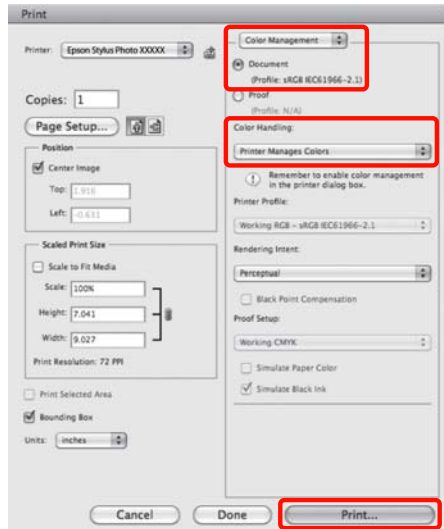 Print
Printer: Epson Stylus Photo XXXXX
Copies: 1
Page Setup...
Position
Center Image
Top: 1.916
Left: -0.631
Scaled Print Size
Scale to Fit Media
Scale: 100%
Height: 7.041
Width: 9.027
Print Resolution: 72 PPI
Print Selected Area
Bounding Box
Units: inches
Color Management
Document
(Profile: sRGB IEC61966-2.1)
Proof
(Profile: N/A)
Color Handling:
Printer Manages Colors
Remember to enable color management
in the printer dialog box.
Printer Profile:
Working RGB - sRGB IEC61966-2.1
Rendering Intent:
Perceptual
Black Point Compensation
Proof Setup:
Working CMYK
Simulate Paper Color
Simulate Black Ink
Cancel
Done
Print...